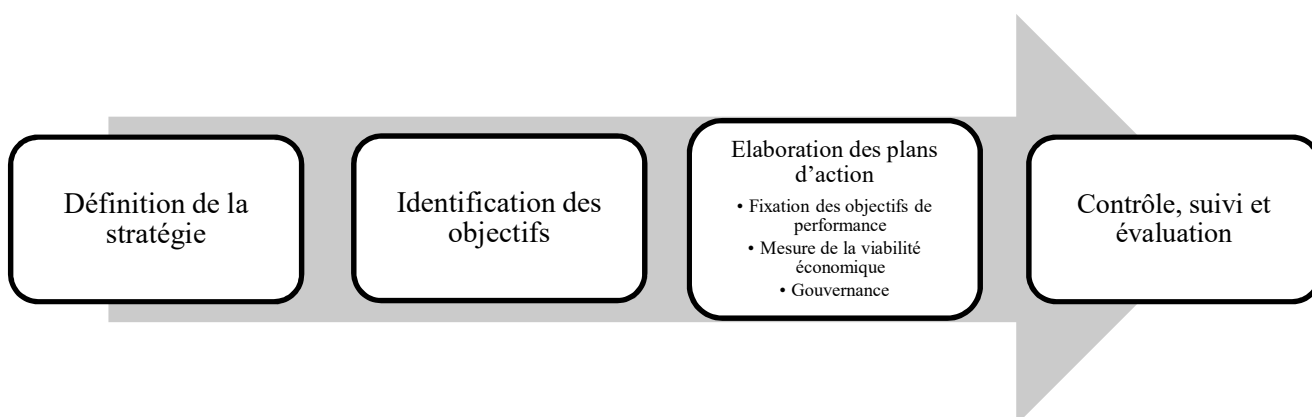 Définition de la
stratégie
Identification des
objectifs
Elaboration des plans
d’action
• Fixation des objectifs de
performance
• Mesure de la viabilité
économique
• Gouvernance
Contrôle, suivi et
évaluation